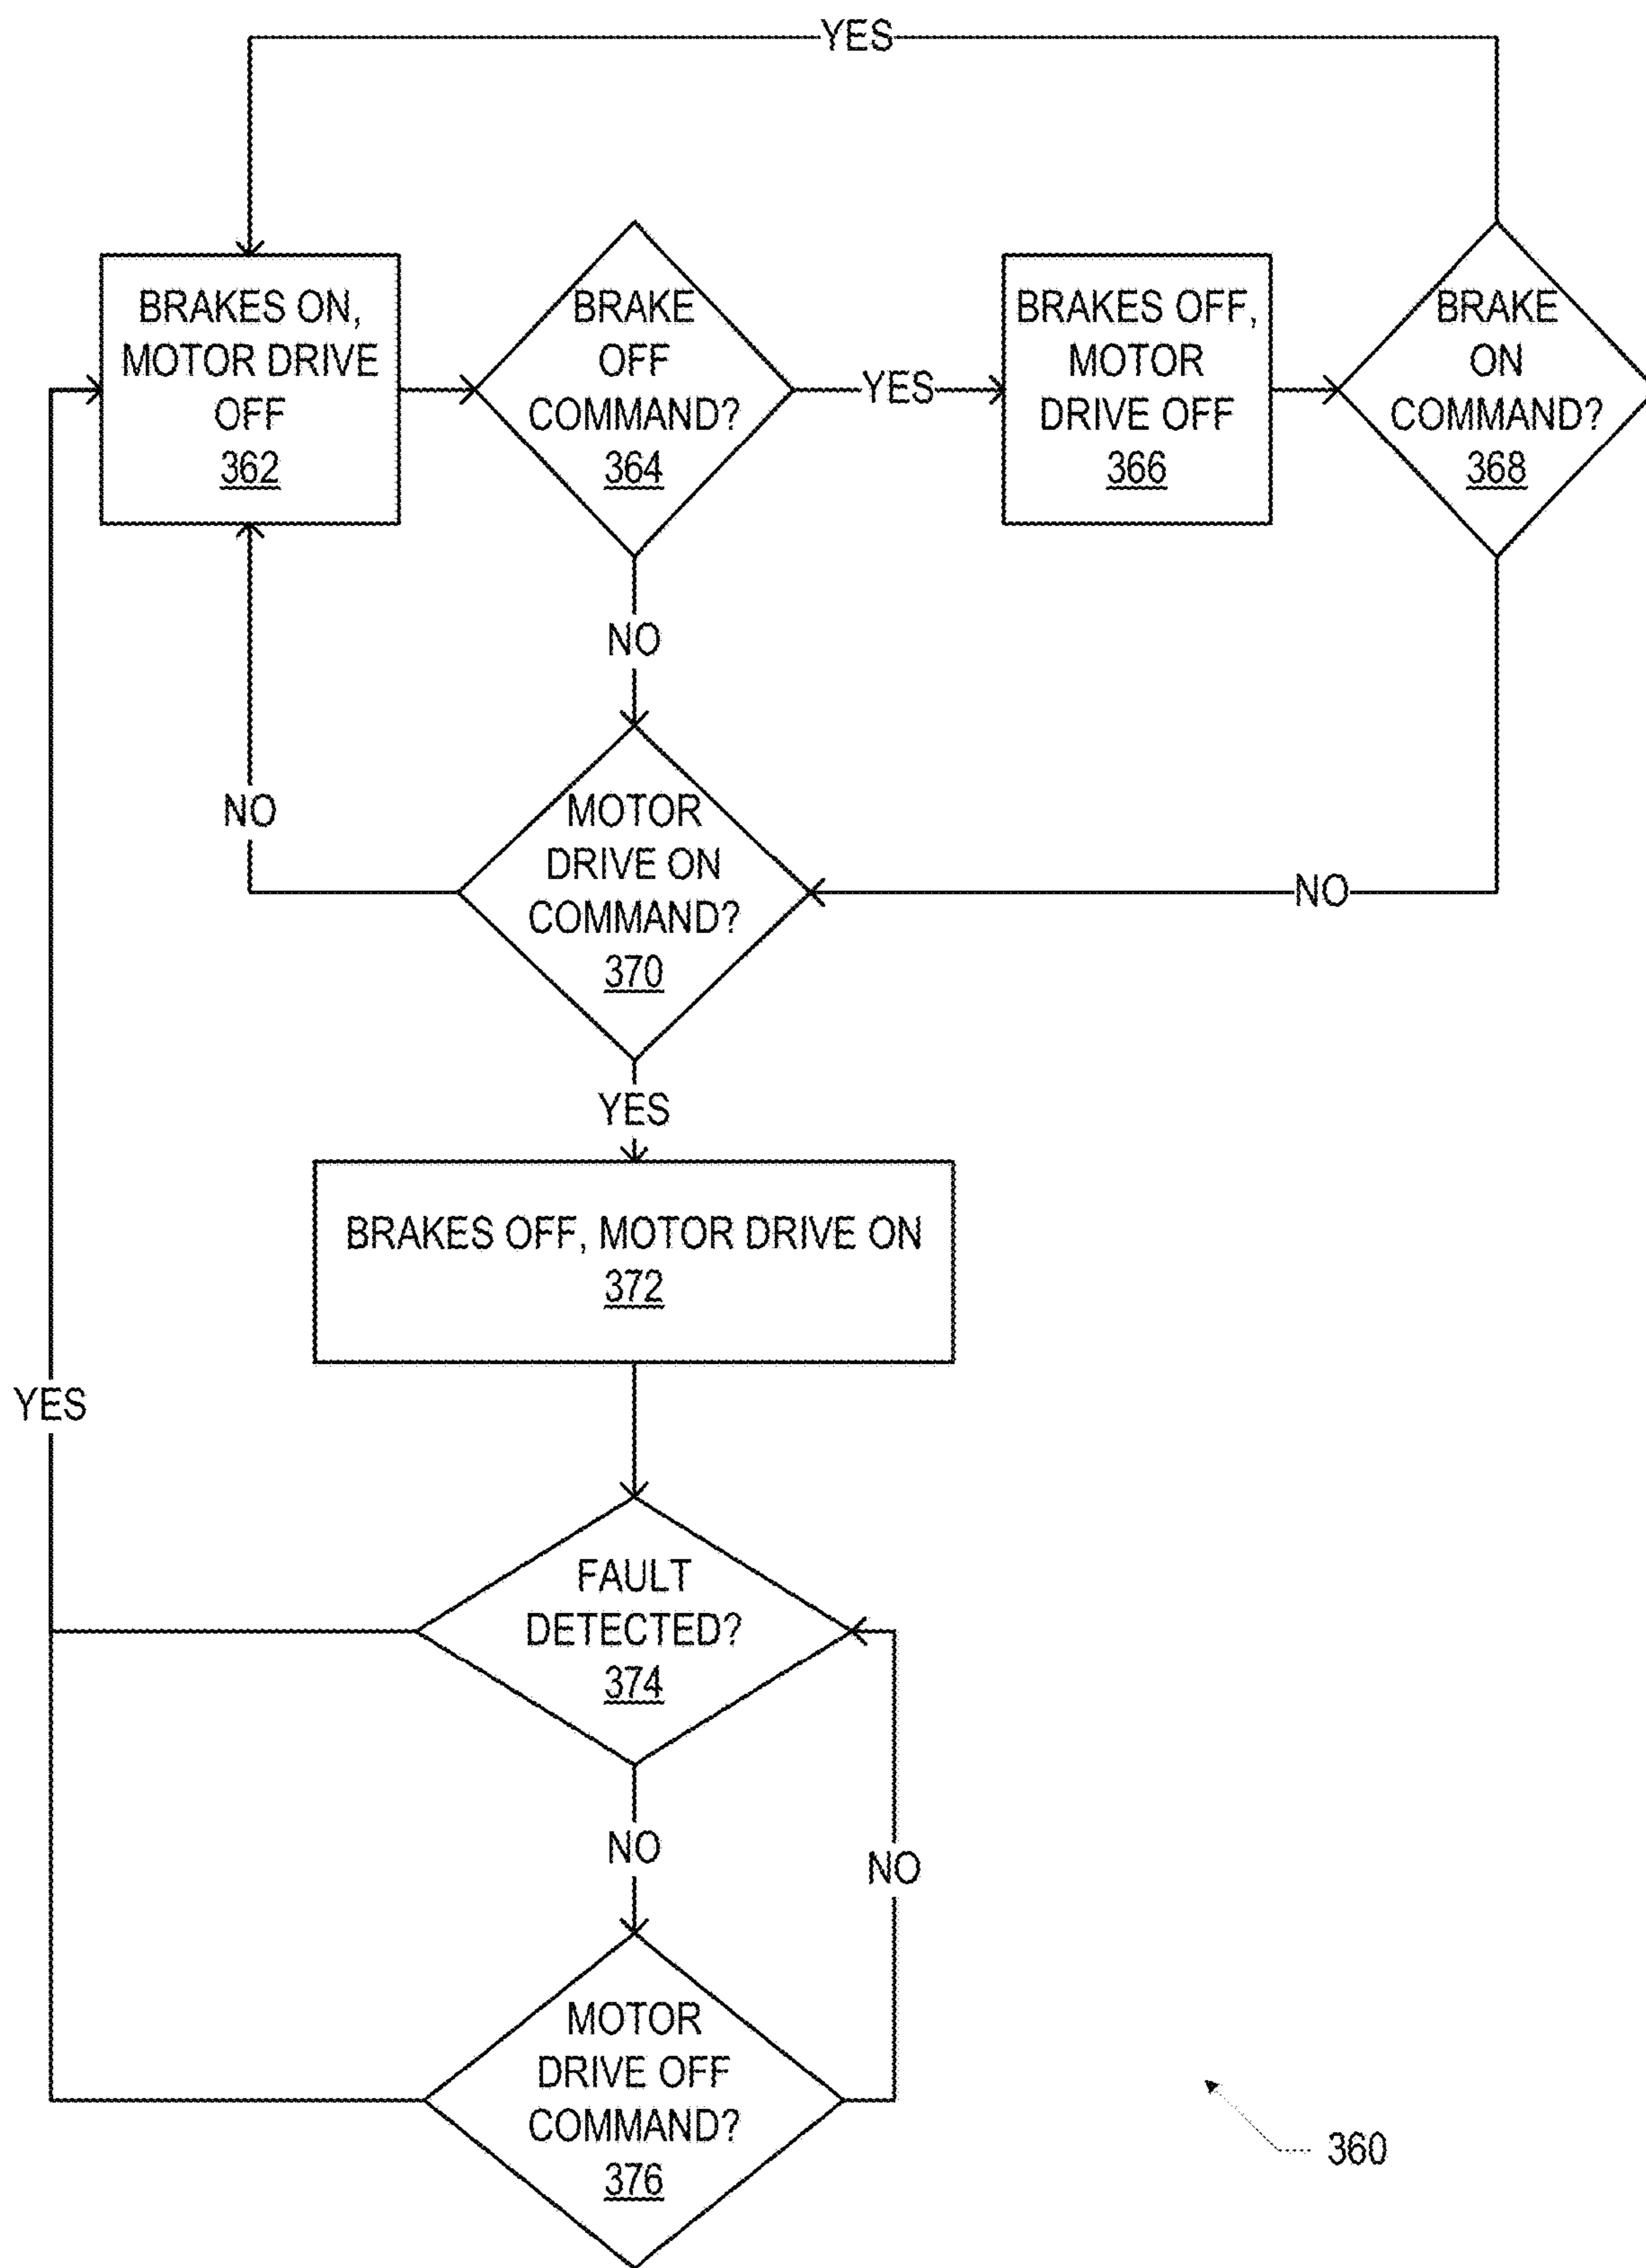 YES
BRAKES ON,
MOTOR DRIVE
OFF
362
BRAKE
OFF
COMMAND?
364
YES
BRAKES OFF,
MOTOR
DRIVE OFF
366
BRAKE
ON
COMMAND?
368
NO
NO
MOTOR
DRIVE ON
COMMAND?
370
NO
YES
BRAKES OFF, MOTOR DRIVE ON
372
YES
FAULT
DETECTED?
374
NO
NO
MOTOR
DRIVE OFF
COMMAND?
376
360